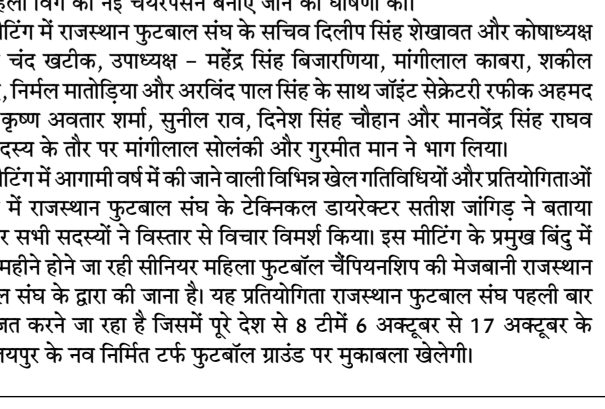 हिला विंग की नई चेयरपर्सन बनाए जाने की घोषणा की।
ीटिंग में राजस्थान फुटबाल संघ के सचिव दिलीप सिंह शेखावत और कोषाध्यक्ष
चंद खटीक, उपाध्यक्ष – महेंद्र सिंह बिजारणिया, मांगीलाल काबरा, शकील
, निर्मल मातोड़िया और अरविंद पाल सिंह के साथ जॉइंट सेक्रेटरी रफीक अहमद
कृष्ण अवतार शर्मा, सुनील राव, दिनेश सिंह चौहान और मानवेंद्र सिंह राघव
दस्य के तौर पर मांगीलाल सोलंकी और गुरमीत मान ने भाग लिया।
ीटिंग में आगामी वर्ष में की जाने वाली विभिन्न खेल गतिविधियों और प्रतियोगिताओं
में राजस्थान फुटबाल संघ के टेक्निकल डायरेक्टर सतीश जांगिड़ ने बताया
र सभी सदस्यों ने विस्तार से विचार विमर्श किया। इस मीटिंग के प्रमुख बिंदु में
महीने होने जा रही सीनियर महिला फुटबॉल चैंपियनशिप की मेजबानी राजस्थान
ल संघ के द्वारा की जाना है। यह प्रतियोगिता राजस्थान फुटबाल संघ पहली बार
जत करने जा रहा है जिसमें पूरे देश से 8 टीमें 6 अक्टूबर से 17 अक्टूबर के
यपुर के नव निर्मित टर्फ फुटबॉल ग्राउंड पर मुकाबला खेलेगी।